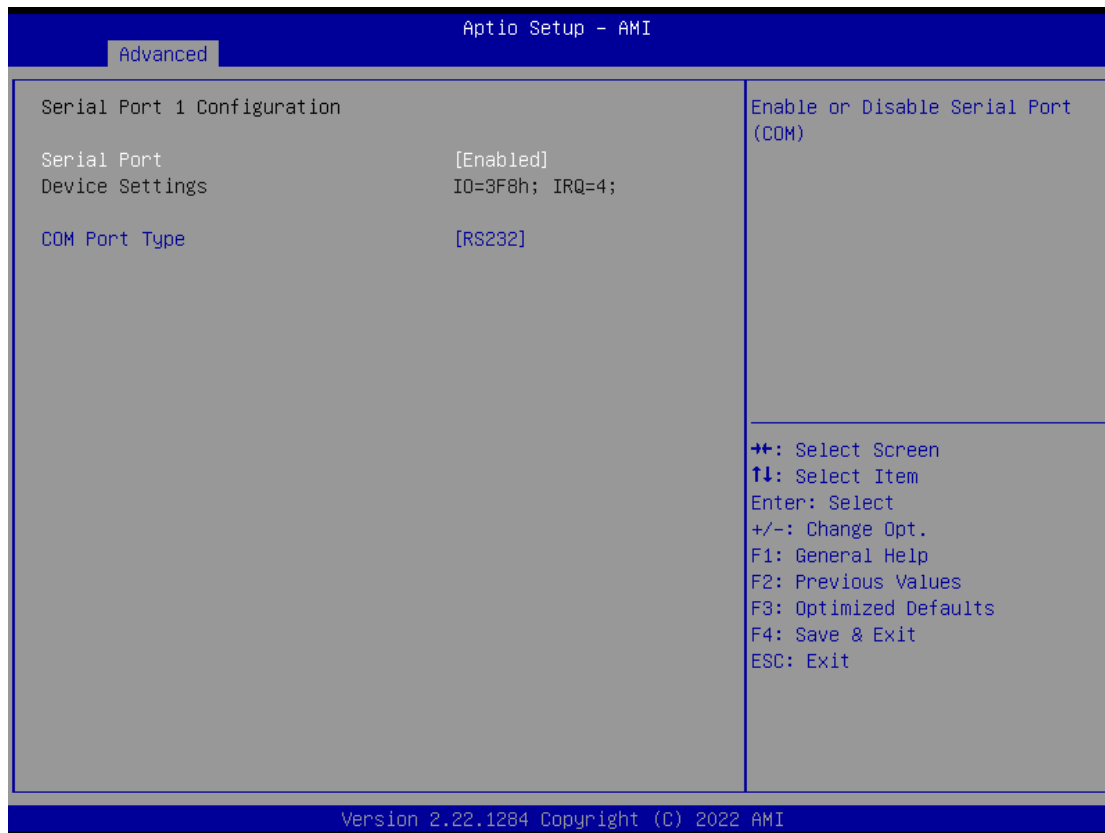 Aptio Setup – AMI
Advanced
Serial Port 1 Configuration
Serial Port [Enabled]
Device Settings IO=3F8h; IRQ=4;
COM Port Type [RS232]
Enable or Disable Serial Port
(COM)
→←: Select Screen
↑↓: Select Item
Enter: Select
+/-: Change Opt.
F1: General Help
F2: Previous Values
F3: Optimized Defaults
F4: Save & Exit
ESC: Exit
Version 2.22.1284 Copyright (C) 2022 AMI